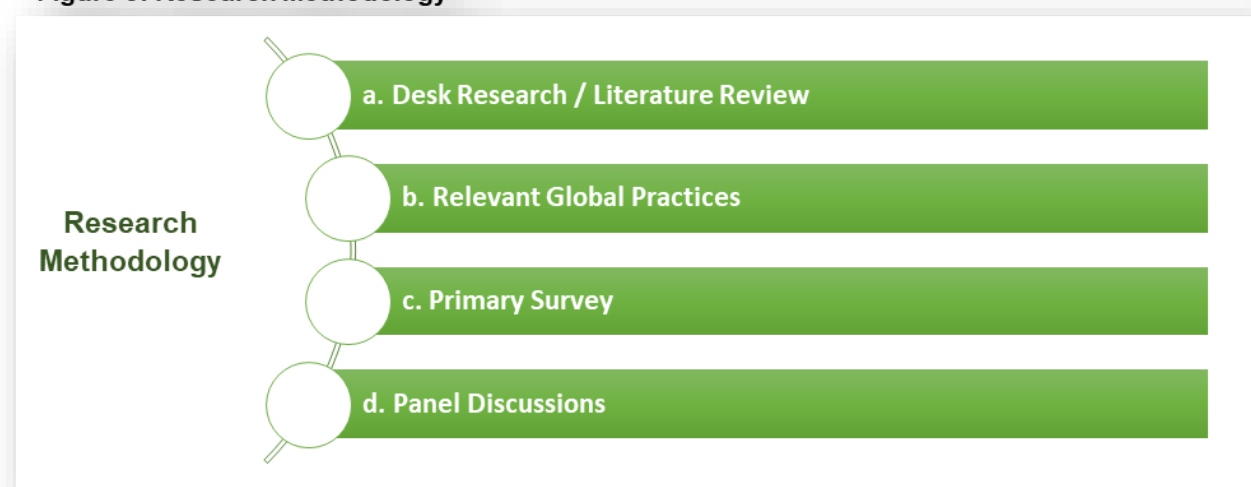 Research
Methodology
a. Desk Research / Literature Review
b. Relevant Global Practices
c. Primary Survey
d. Panel Discussions